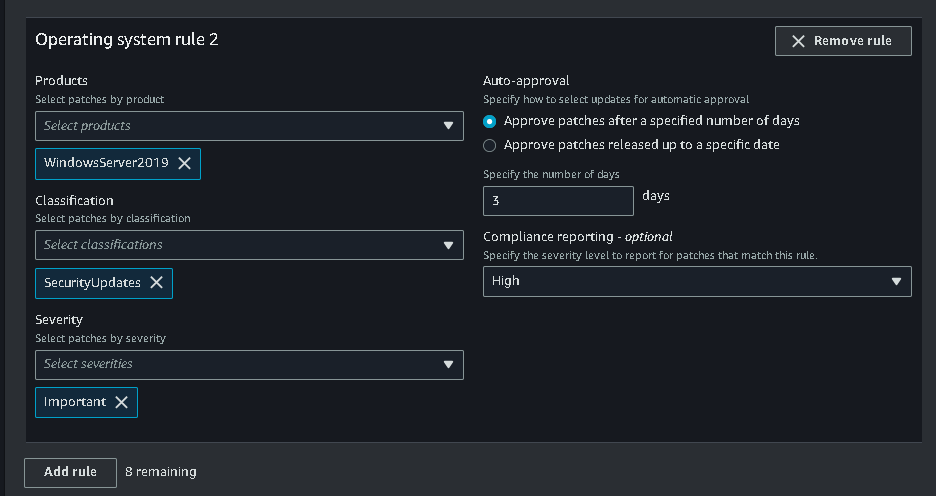 Operating system rule 2
Remove rule
Products
Select patches by product
Select products
WindowsServer2019
Classification
Select patches by classification
Select classifications
SecurityUpdates
Severity
Select patches by severity
Select severities
Important
Auto-approval
Specify how to select updates for automatic approval
Approve patches after a specified number of days
Approve patches released up to a specific date
Specify the number of days
3 days
Compliance reporting - optional
Specify the severity level to report for patches that match this rule.
High
Add rule 8 remaining